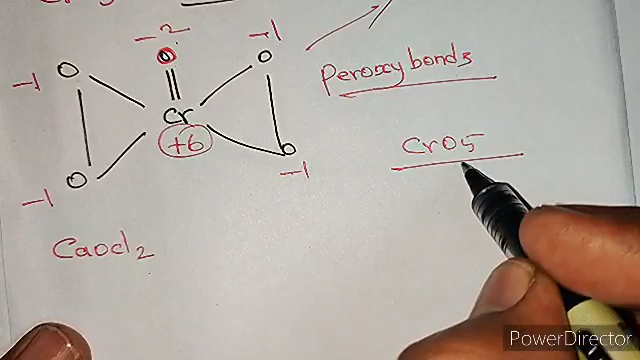 -2
-1
-1
O
O
O
Peroxy bonds
Cr
+6
CrO5
O
O
-1
-1
Caocl2
PowerDirector